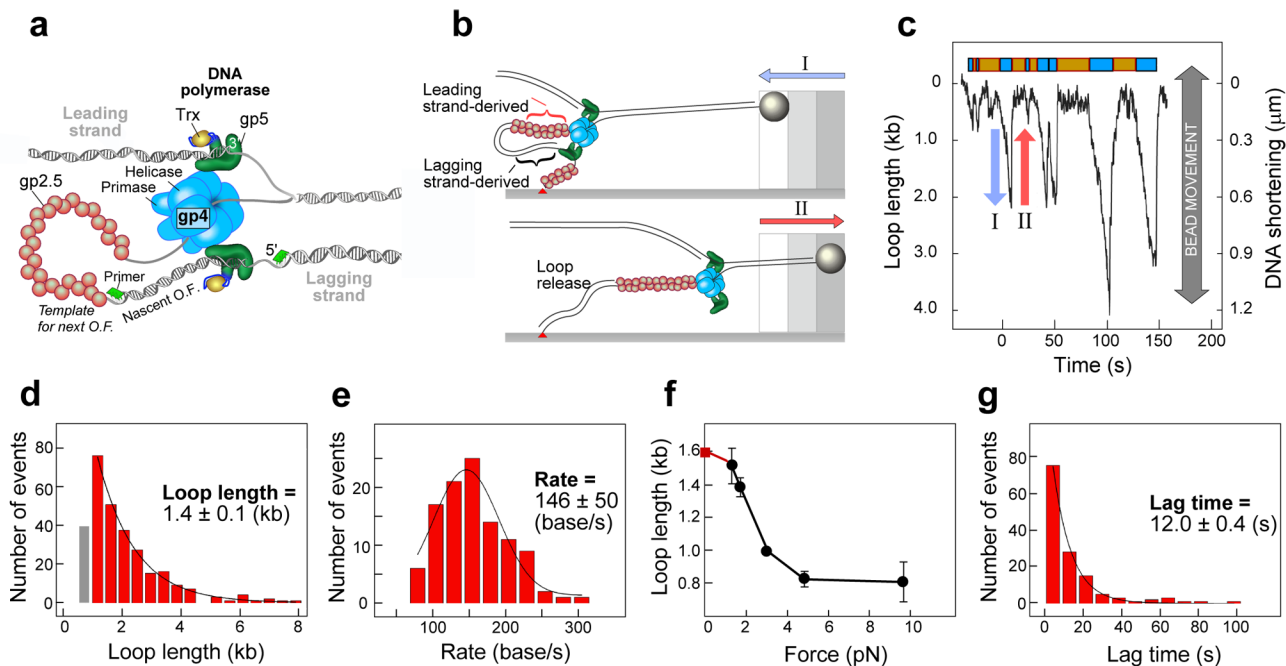 a
Leading
strand
DNA
polymerase
Trx
gp5
3'
gp2.5
Helicase
Primase
gp4
5'
Primer
Nascent O.F.
Lagging
strand
Template
for next O.F.
b
I
Leading
strand-derived
Lagging
strand-derived
II
Loop
release
c
Loop length (kb)
0
1.0
2.0
3.0
4.0
I
II
BEAD MOVEMENT
0
0.3
0.6
0.9
1.2
DNA shortening (μm)
0
50
100
150
200
Time (s)
d
Number of events
80
60
40
20
0
Loop length =
1.4 ± 0.1 (kb)
0
2
4
6
8
Loop length (kb)
e
Number of events
20
10
0
Rate =
146 ± 50
(base/s)
100
200
300
Rate (base/s)
f
Loop length (kb)
1.6
1.4
1.2
1.0
0.8
0
2
4
6
8
10
Force (pN)
g
Number of events
80
60
40
20
0
Lag time =
12.0 ± 0.4 (s)
0
20
40
60
80
100
Lag time (s)